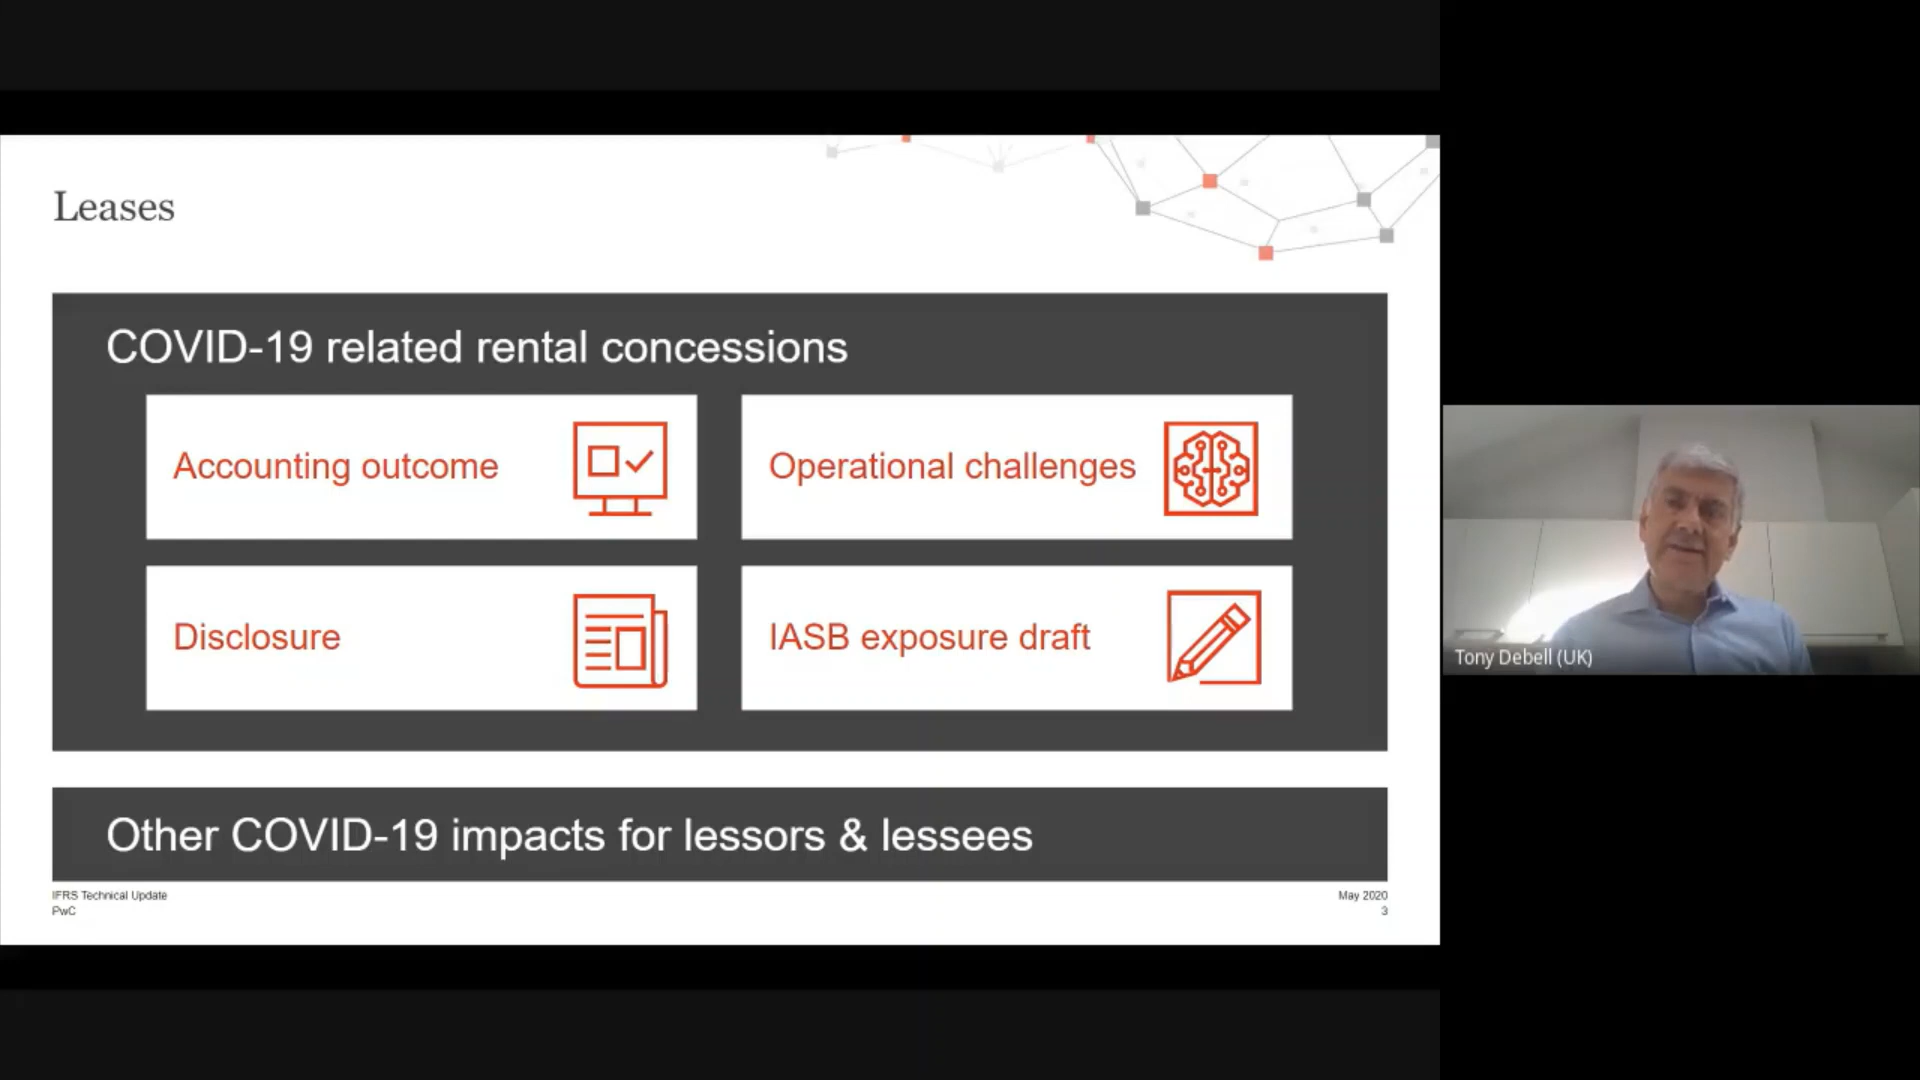 Leases
COVID-19 related rental concessions
Accounting outcome
Operational challenges
Disclosure
IASB exposure draft
Other COVID-19 impacts for lessors & lessees
IFRS Technical Update
PwC
May 2020
3
Tony Debell (UK)